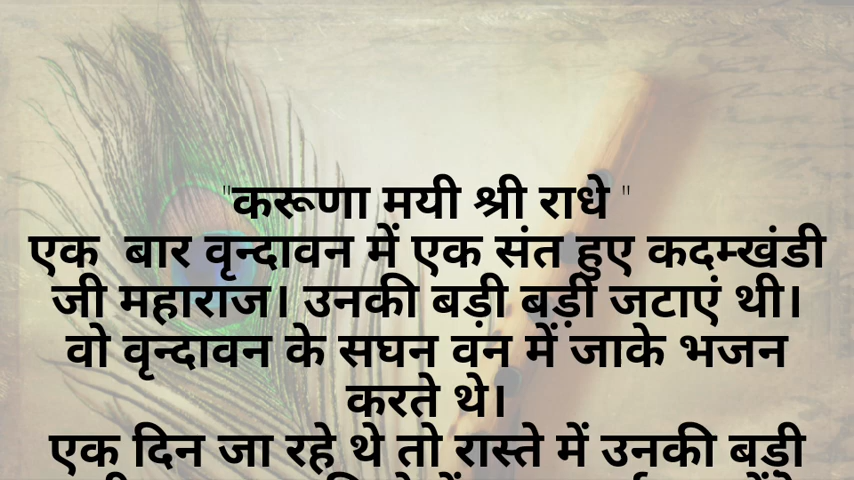 "करूणा मयी श्री राधे "
एक बार वृन्दावन में एक संत हुए कदम्खंडी
जी महाराज। उनकी बड़ी बड़ी जटाएं थी।
वो वृन्दावन के सघन वन में जाके भजन
करते थे।
एक दिन जा रहे थे तो रास्ते में उनकी बड़ी